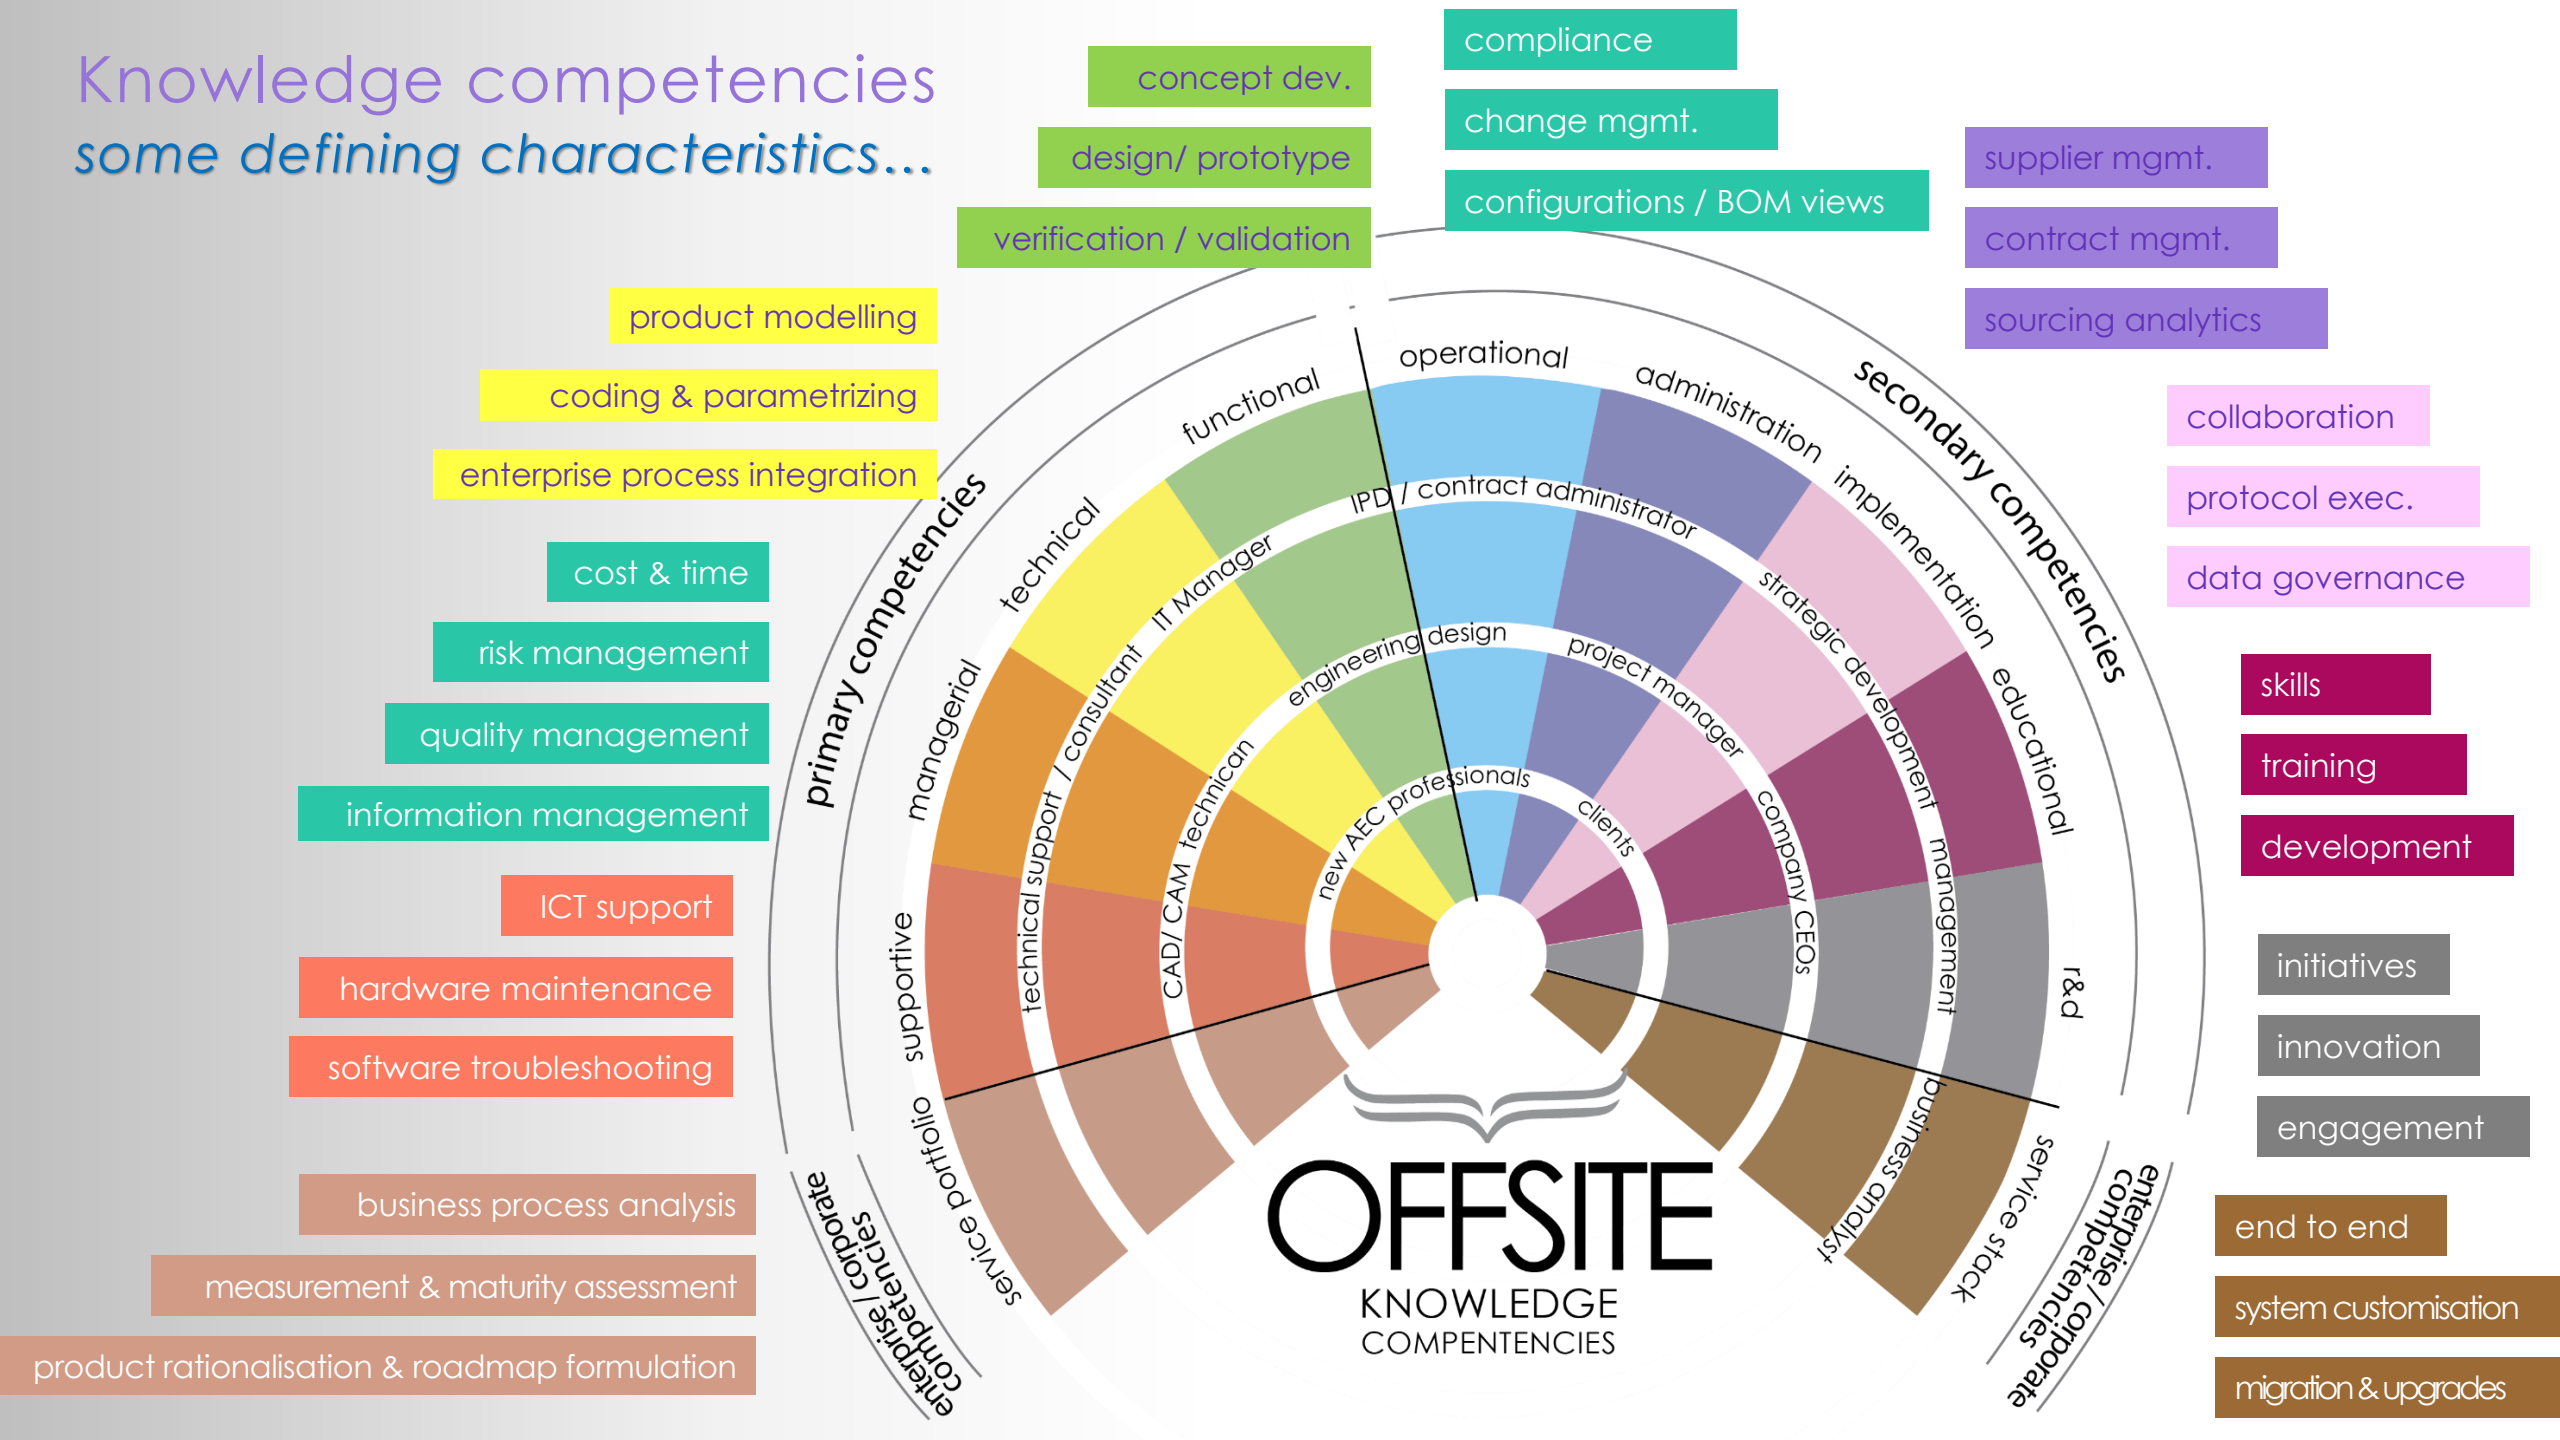 Knowledge competencies
some defining characteristics...
concept dev.
design/ prototype
verification / validation
compliance
change mgmt.
configurations / BOM views
supplier mgmt.
contract mgmt.
sourcing analytics
product modelling
coding & parametrizing
enterprise process integration
collaboration
protocol exec.
data governance
cost & time
risk management
quality management
information management
skills
training
development
ICT support
hardware maintenance
software troubleshooting
initiatives
innovation
engagement
business process analysis
measurement & maturity assessment
product rationalisation & roadmap formulation
end to end
system customisation
migration & upgrades
primary competencies
secondary competencies
enterprise / corporate
competencies
enterprise/ corporate
competencies
service portfolio
supportive
managerial
technical
functional
operational
administration
implementation
educational
r&d
service stack
technical support / consultant
IT Manager
IPD / contract administrator
strategic development
management
business analyst
CAD/ CAM technican
engineering design
project manager
company CEOs
new AEC professionals
clients
OFFSITE
KNOWLEDGE
COMPENTENCIES